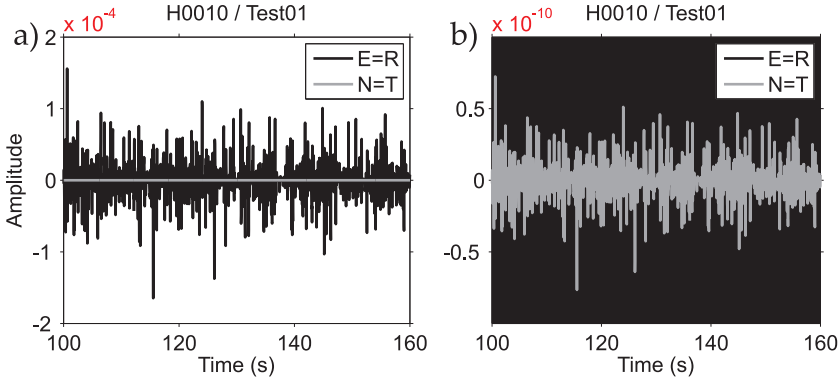 a)
H0010 / Test01
x 10-4
E=R
N=T
Amplitude
2
1
0
-1
-2
100
120
140
160
Time (s)
b)
H0010 / Test01
x 10-10
E=R
N=T
1
0.5
0
-0.5
100
120
140
160
Time (s)